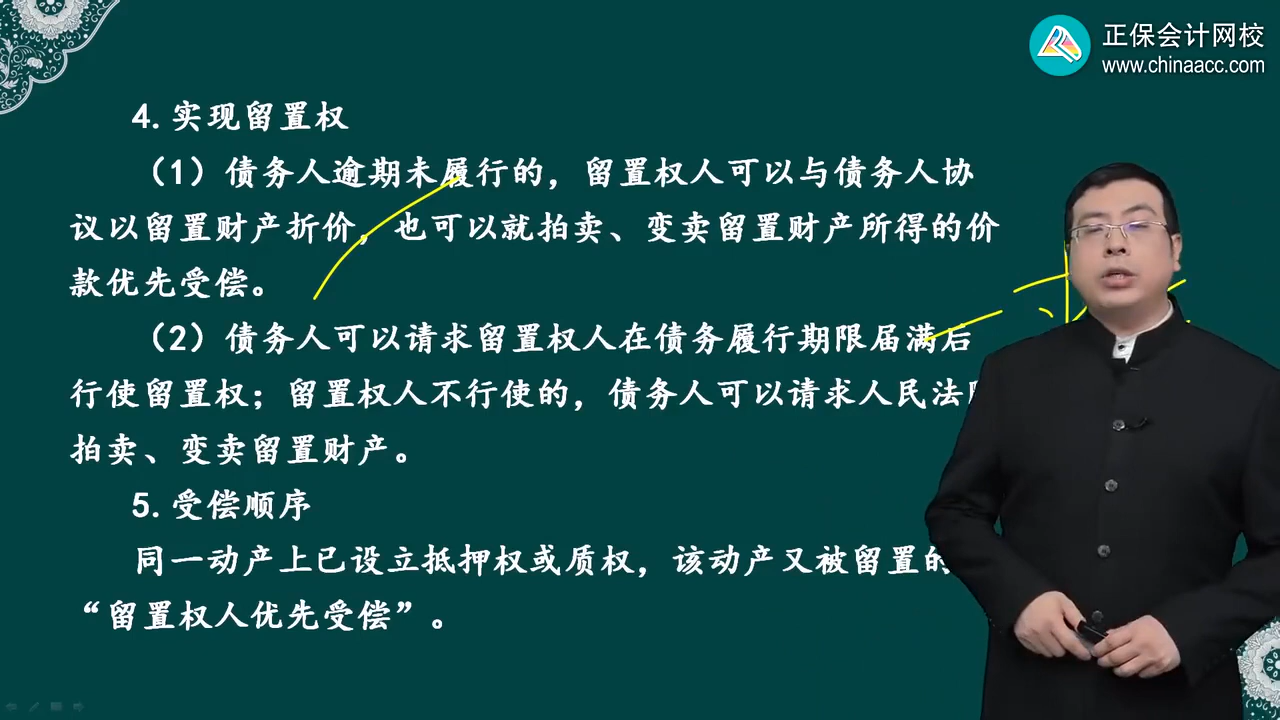 正保会计网校
www.chinaacc.com
4.实现留置权
（1）债务人逾期未履行的，留置权人可以与债务人协
议以留置财产折价，也可以就拍卖、变卖留置财产所得的价
款优先受偿。
（2）债务人可以请求留置权人在债务履行期限届满后
行使留置权；留置权人不行使的，债务人可以请求人民法
拍卖、变卖留置财产。
5.受偿顺序
同一动产上已设立抵押权或质权，该动产又被留置的
“留置权人优先受偿”。